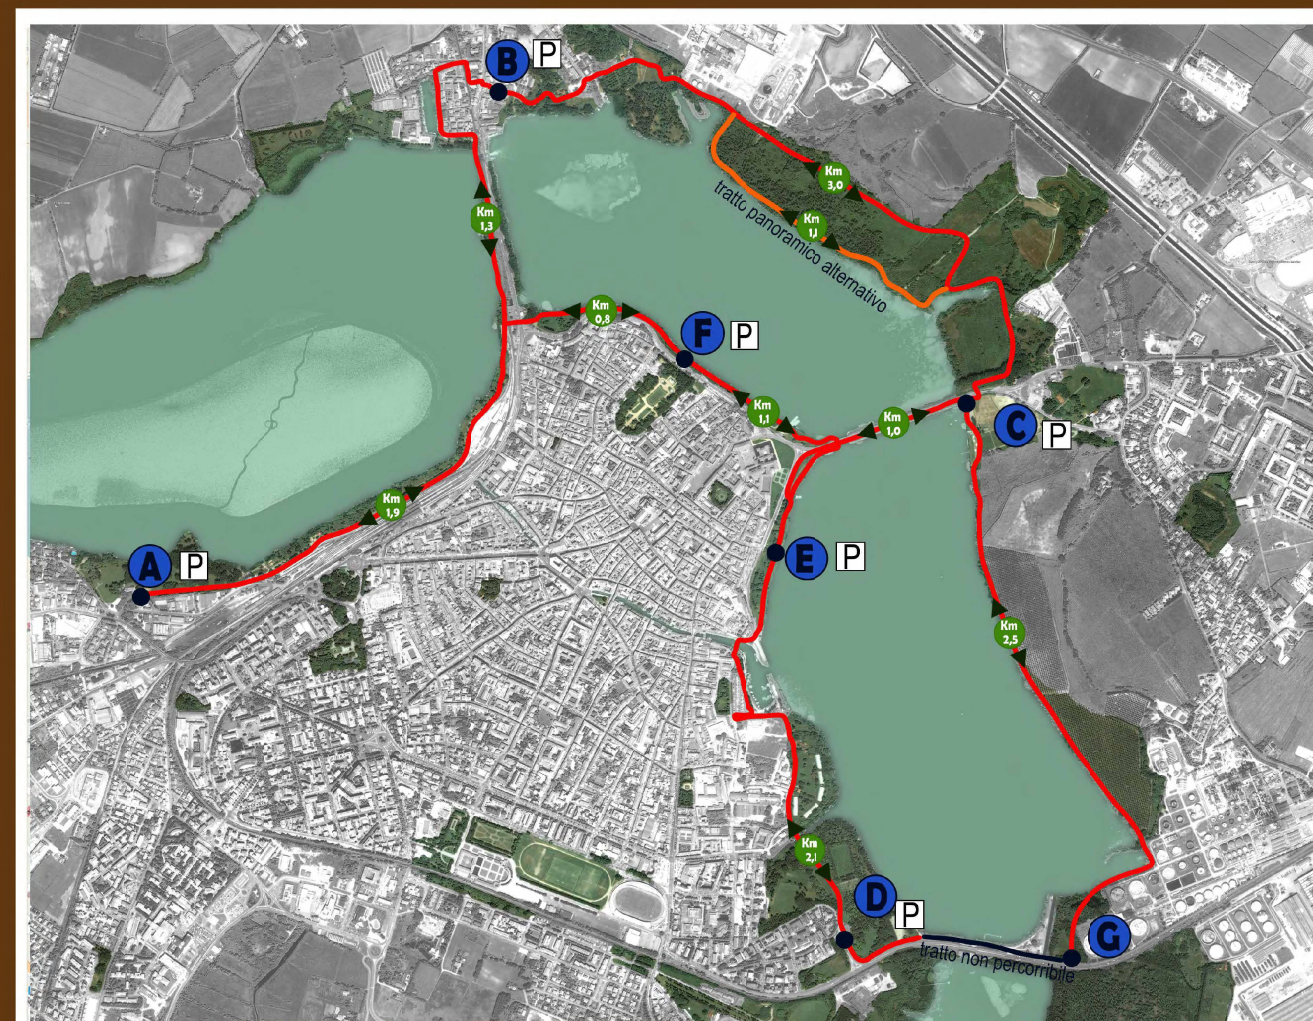 B
P
Km
3,0
Km
1,1
Km
1,3
tratto panoramico alternativo
Km
0,8
F
P
Km
1,1
Km
1,0
C
P
Km
1,9
A
P
E
P
Km
2,5
Km
2,1
D
P
G
tratto non percorribile